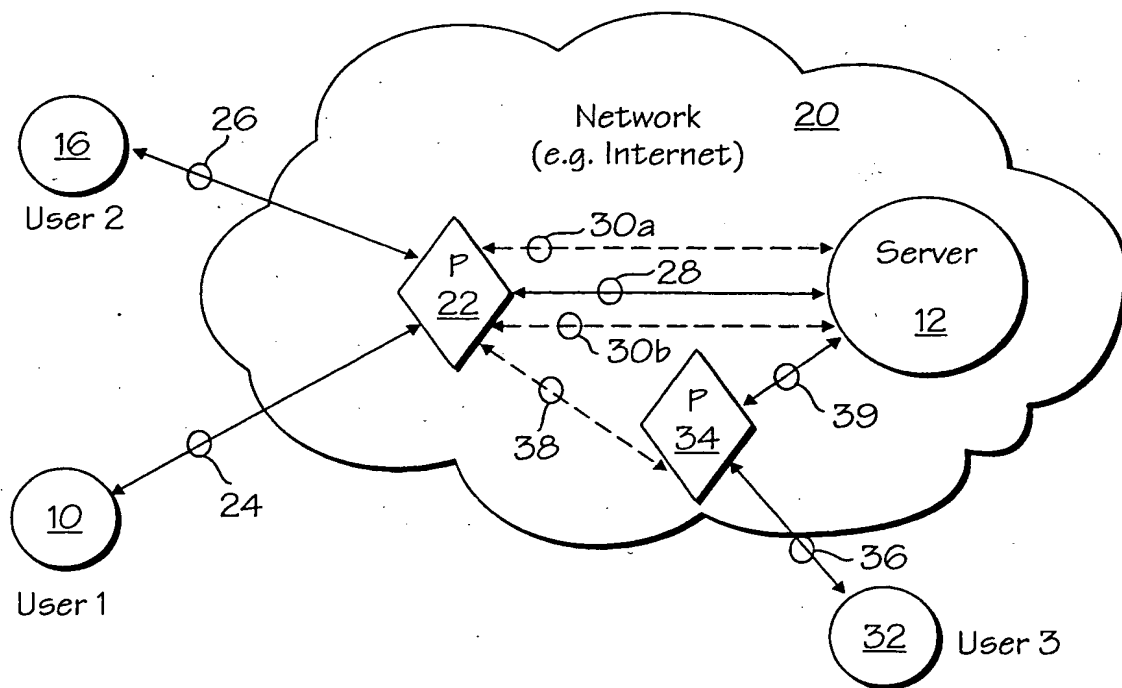 Network
(e.g. Internet)
20
26
16
User 2
30a
28
P
22
Server
12
30b
P
34
39
38
24
10
User 1
36
32
User 3